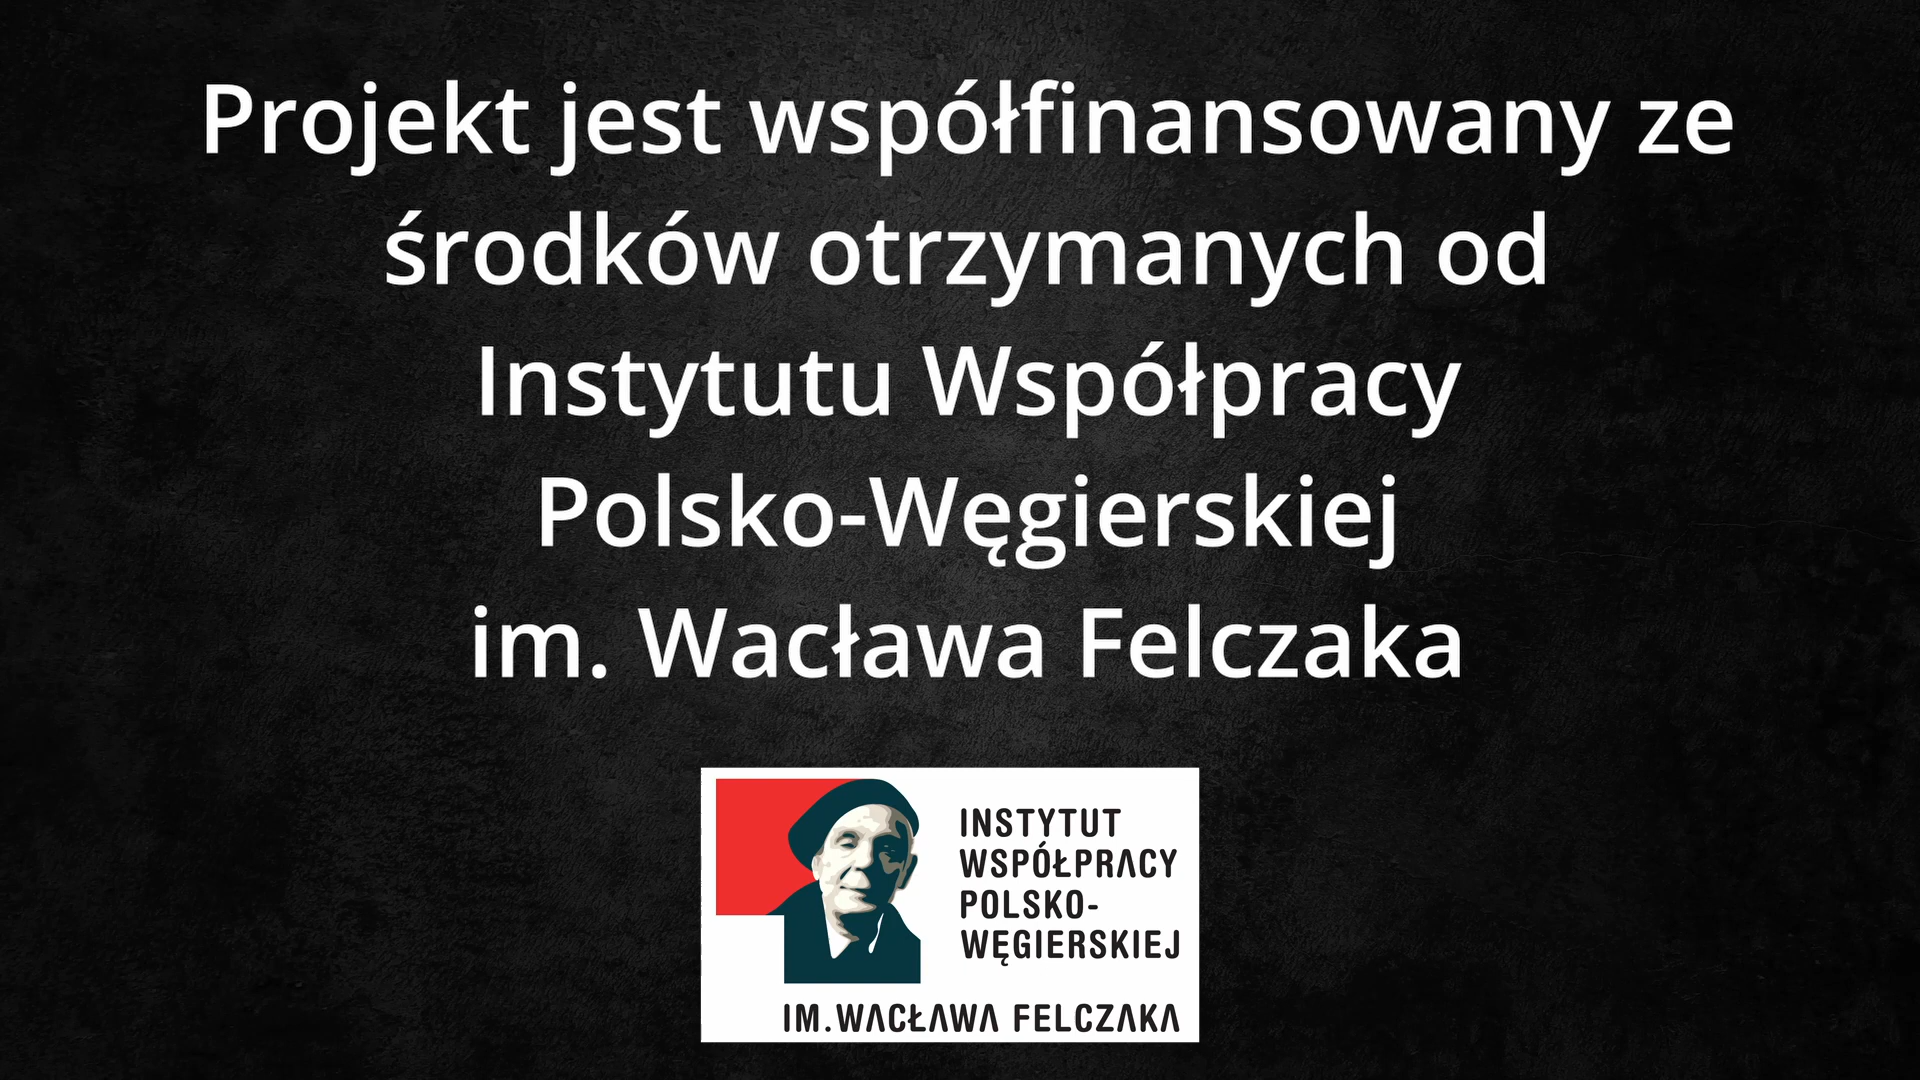 Projekt jest współfinansowany ze
środków otrzymanych od
Instytutu Współpracy
Polsko-Węgierskiej
im. Wacława Felczaka
INSTYTUT
WSPÓŁPRACY
POLSKO-
WĘGIERSKIEJ
IM. WACŁAWA FELCZAKA